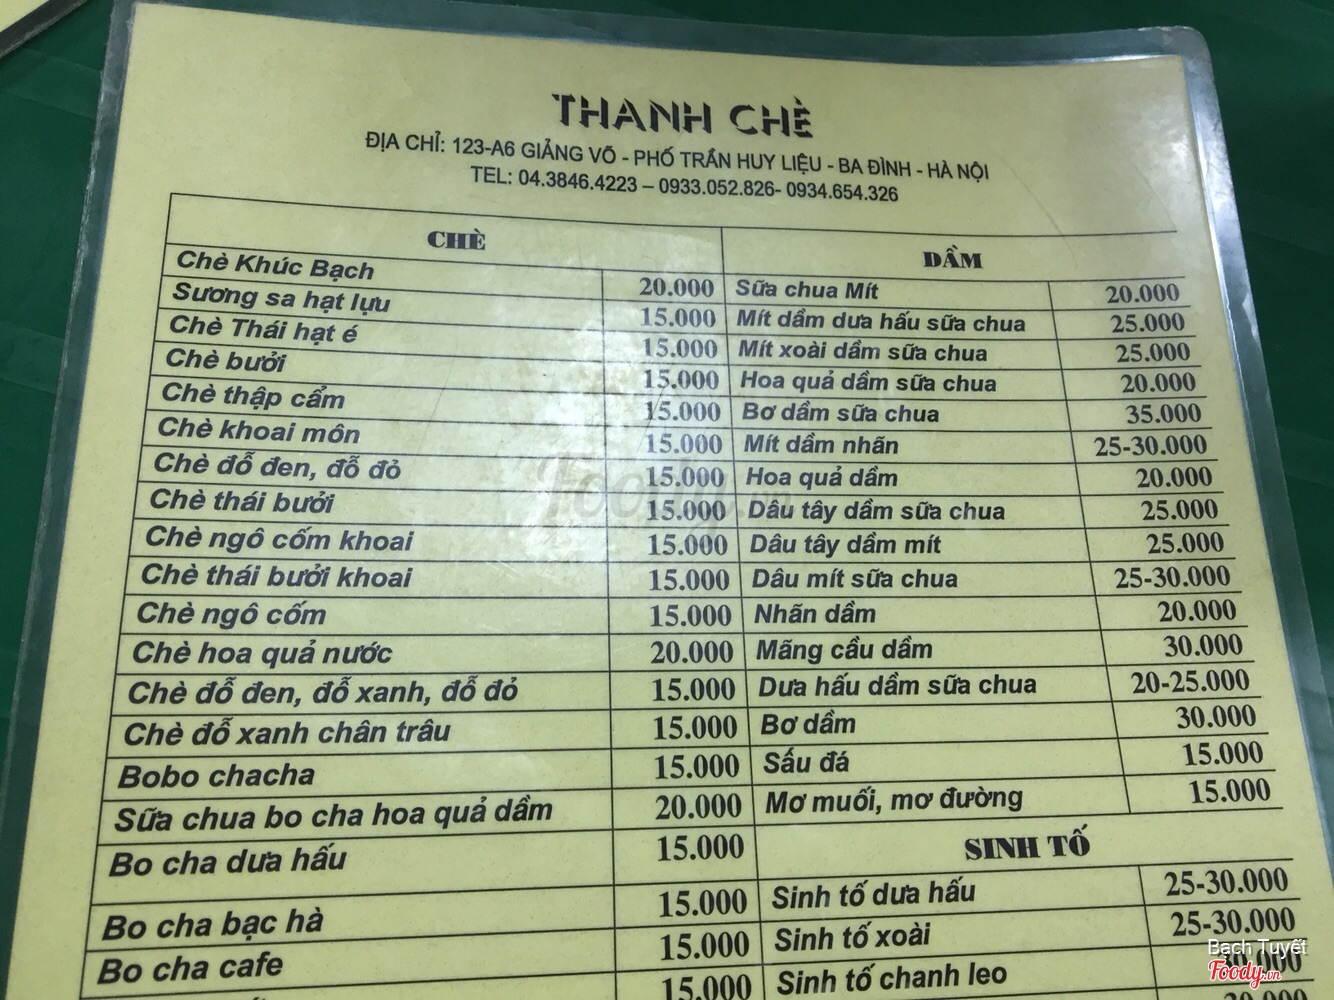 THANH CHÈ
ĐỊA CHỈ: 123-A6 GIẢNG VÕ - PHỐ TRẦN HUY LIỆU - BA ĐÌNH - HÀ NỘI
TEL: 04.3846.4223 – 0933.052.826- 0934.654.326
CHÈ
Chè Khúc Bạch 20.000
Sương sa hạt lựu 15.000
Chè Thái hạt é 15.000
Chè bưởi 15.000
Chè thập cẩm 15.000
Chè khoai môn 15.000
Chè đỗ đen, đỗ đỏ 15.000
Chè thái bưởi 15.000
Chè ngô cốm khoai 15.000
Chè thái bưởi khoai 15.000
Chè ngô cốm 15.000
Chè hoa quả nước 20.000
Chè đỗ đen, đỗ xanh, đỗ đỏ 15.000
Chè đỗ xanh chân trâu 15.000
Bobo chacha 15.000
Sữa chua bo cha hoa quả dầm 20.000
Bo cha dưa hấu 15.000
Bo cha bạc hà 15.000
Bo cha cafe 15.000
15.000
DẦM
Sữa chua Mít 20.000
Mít dầm dưa hấu sữa chua 25.000
Mít xoài dầm sữa chua 25.000
Hoa quả dầm sữa chua 20.000
Bơ dầm sữa chua 35.000
Mít dầm nhãn 25-30.000
Hoa quả dầm 20.000
Dâu tây dầm sữa chua 25.000
Dâu tây dầm mít 25.000
Dâu mít sữa chua 25-30.000
Nhãn dầm 20.000
Mãng cầu dầm 30.000
Dưa hấu dầm sữa chua 20-25.000
Bơ dầm 30.000
Sấu đá 15.000
Mơ muối, mơ đường 15.000
SINH TỐ
Sinh tố dưa hấu 25-30.000
Sinh tố xoài 25-30.000
Sinh tố chanh leo 30.000
Foody.vn
Bạch Tuyết
Foody.vn